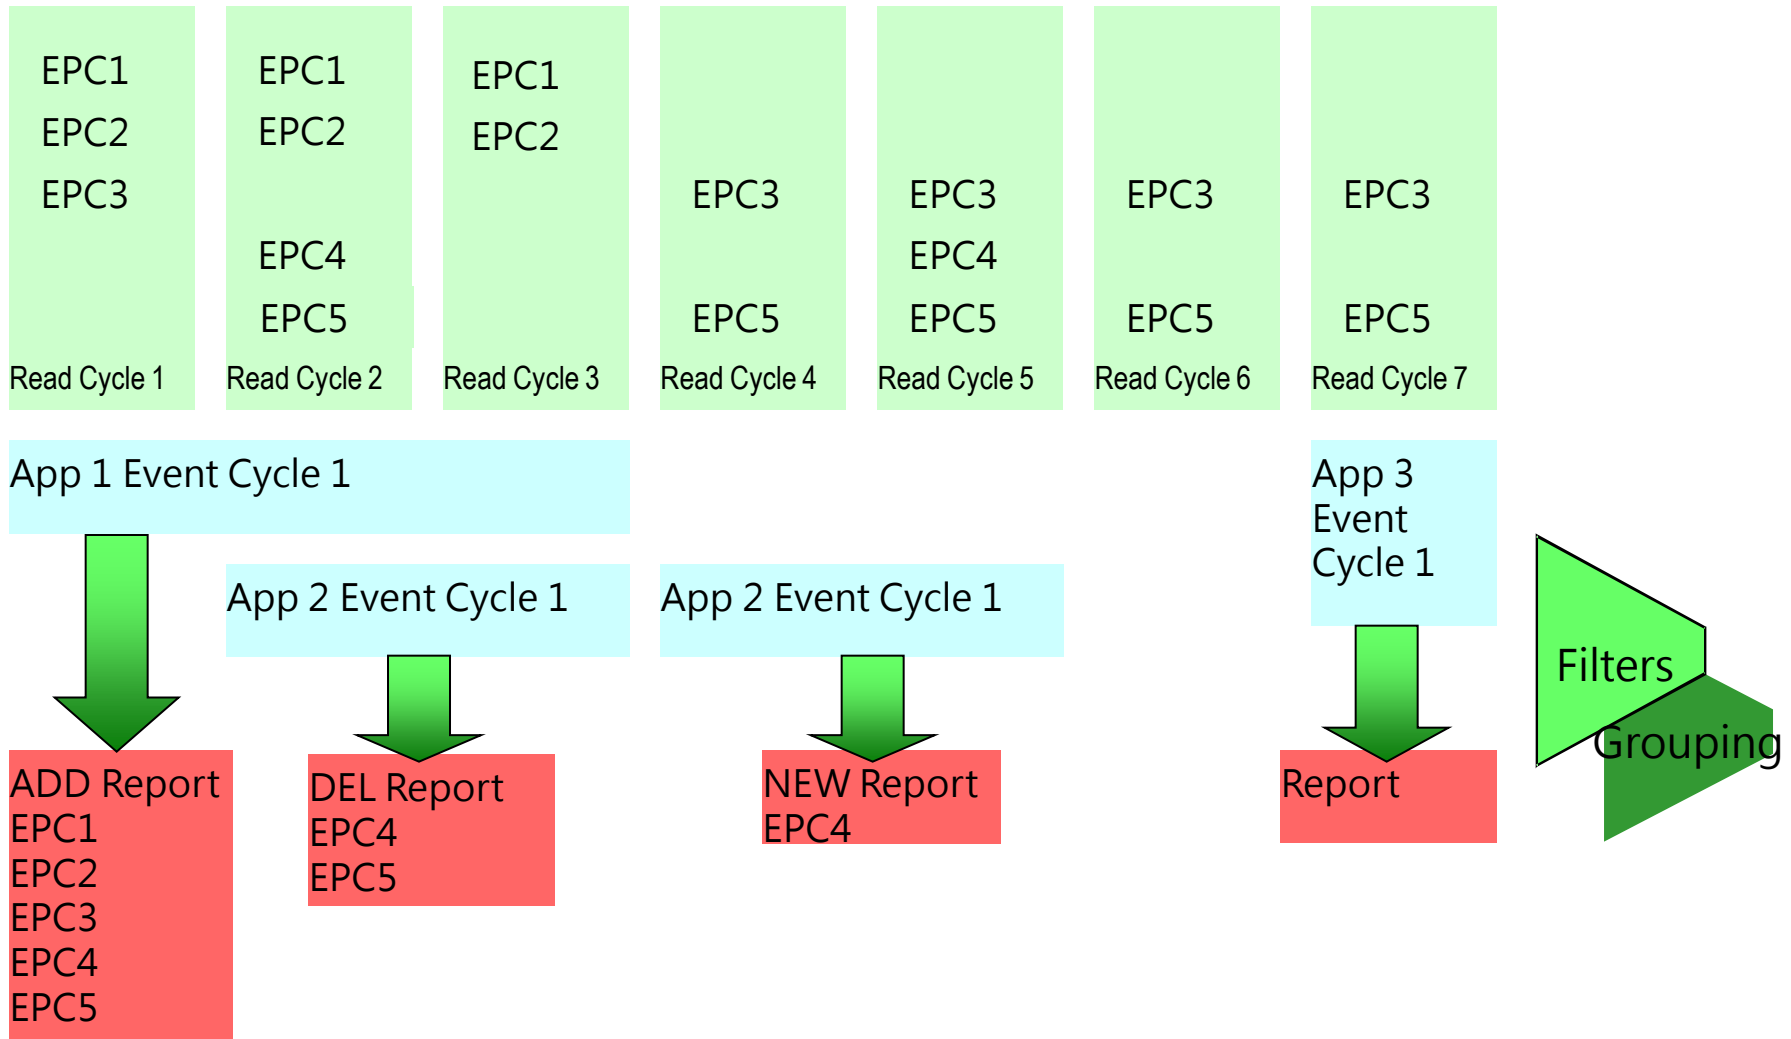 EPC1
EPC2
EPC3
Read Cycle 1
EPC1
EPC2
EPC4
EPC5
Read Cycle 2
EPC1
EPC2
Read Cycle 3
EPC3
EPC5
Read Cycle 4
EPC3
EPC4
EPC5
Read Cycle 5
EPC3
EPC5
Read Cycle 6
EPC3
EPC5
Read Cycle 7
App 1 Event Cycle 1
App 2 Event Cycle 1
App 2 Event Cycle 1
App 3
Event
Cycle 1
Filters
Grouping
ADD Report
EPC1
EPC2
EPC3
EPC4
EPC5
DEL Report
EPC4
EPC5
NEW Report
EPC4
Report